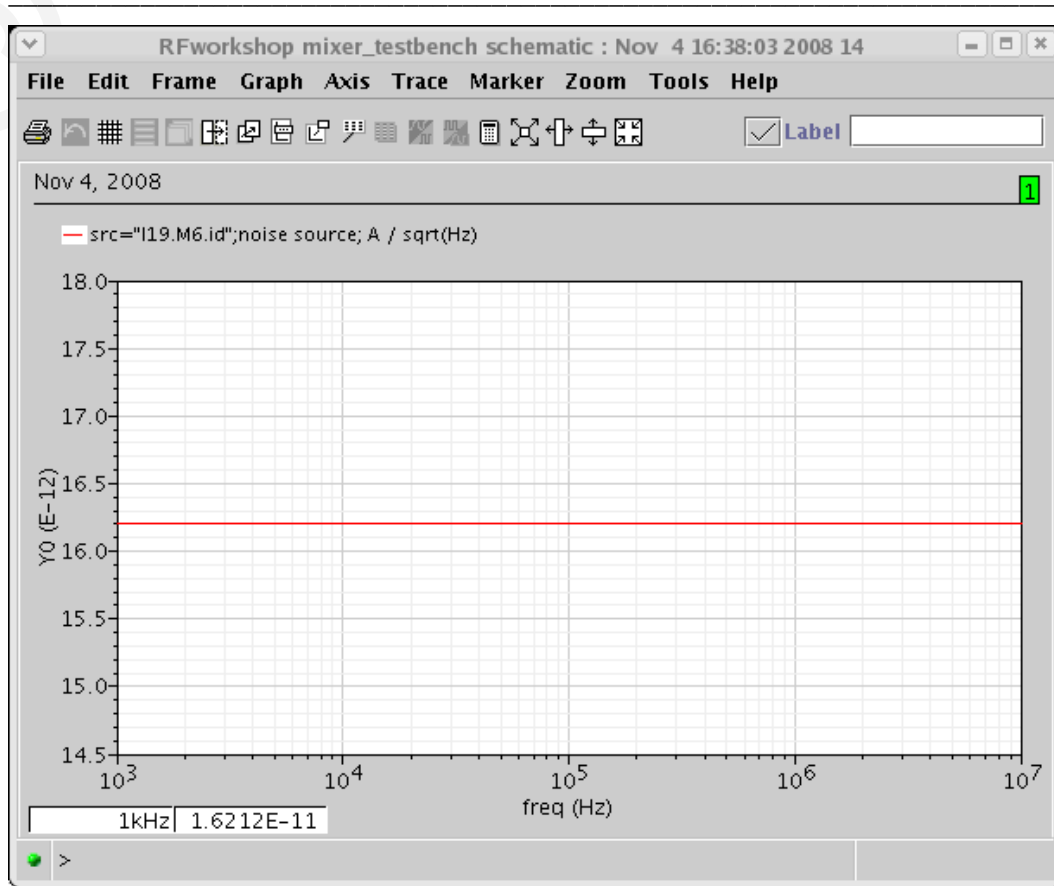 RFworkshop mixer_testbench schematic : Nov 4 16:38:03 2008 14
File Edit Frame Graph Axis Trace Marker Zoom Tools Help
Label
Nov 4, 2008
1
src="I19.M6.id";noise source; A / sqrt(Hz)
18.0
17.5
17.0
16.5
16.0
15.5
15.0
14.5
Y0 (E-12)
10³ 10⁴ 10⁵ 10⁶ 10⁷
freq (Hz)
1kHz 1.6212E-11
>